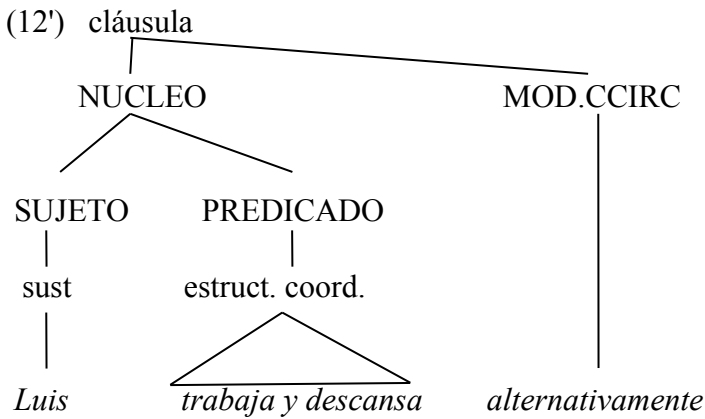 (12') cláusula
NUCLEO MOD.CCIRC
SUJETO PREDICADO
sust estruct. coord.
Luis trabaja y descansa alternativamente